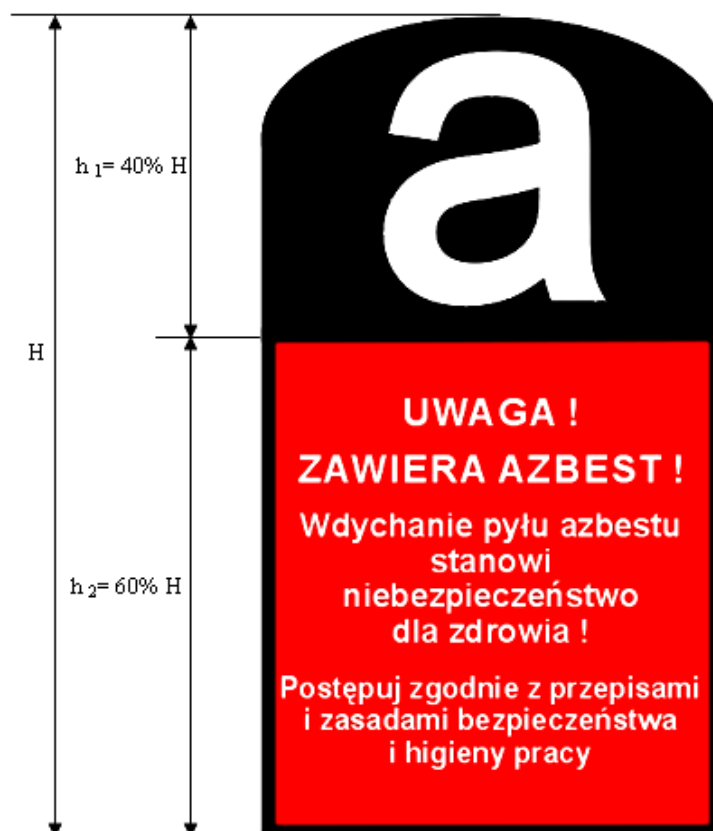 a
h 1= 40% H
H
UWAGA !
ZAWIERA AZBEST !
Wdychanie pyłu azbestu
stanowi
niebezpieczeństwo
dla zdrowia !
h 2= 60% H
Postępuj zgodnie z przepisami
i zasadami bezpieczeństwa
i higieny pracy